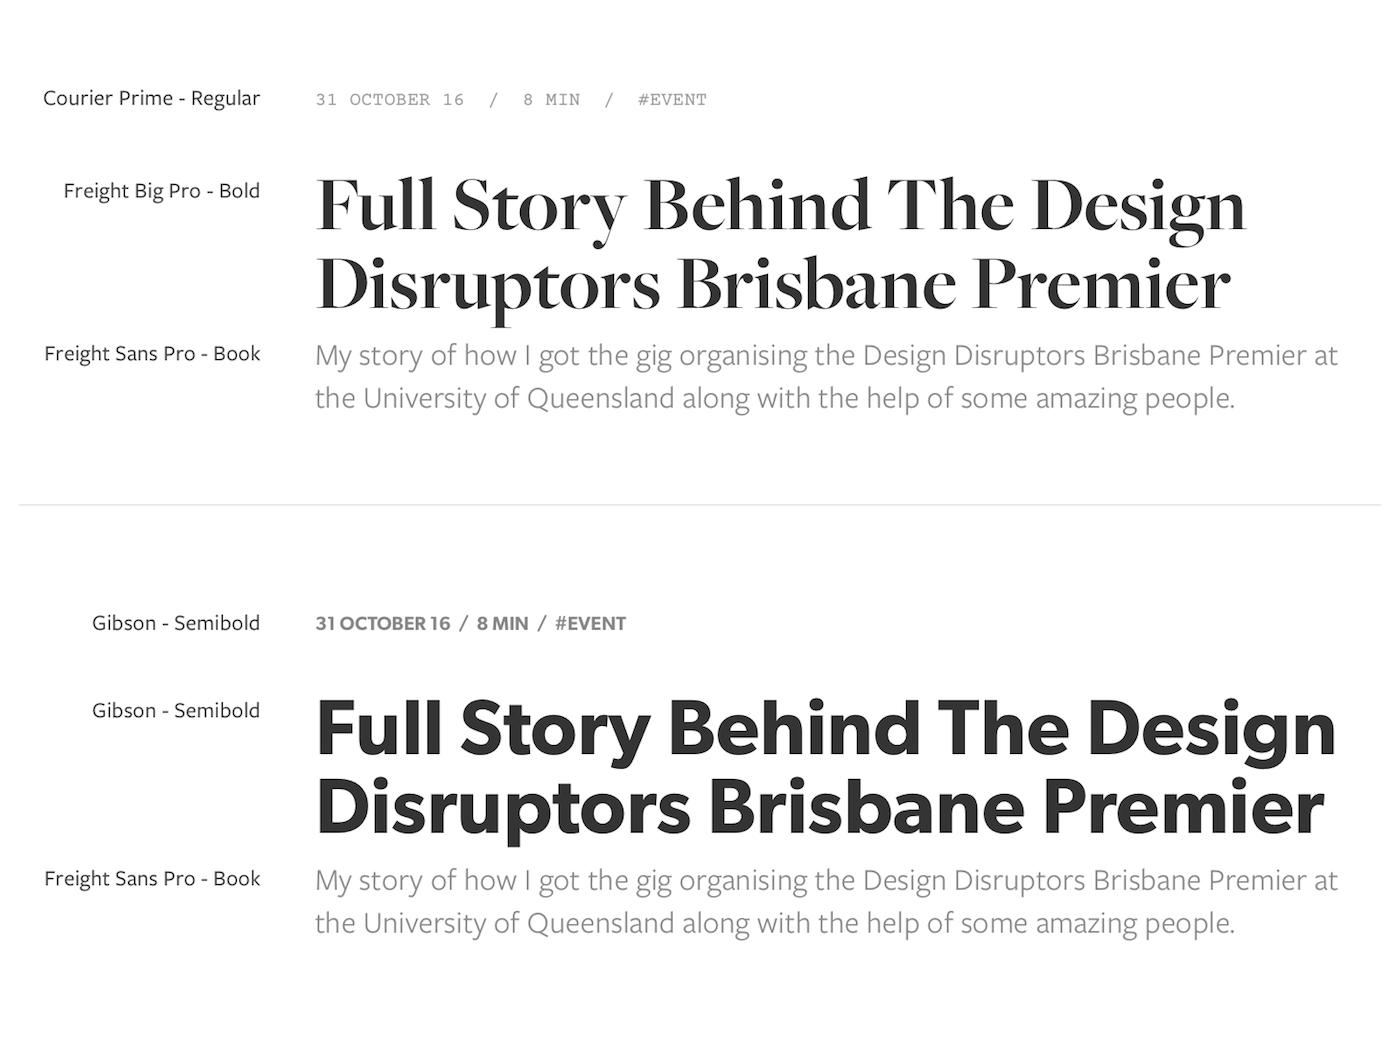 Courier Prime - Regular
31 OCTOBER 16 / 8 MIN / #EVENT
Freight Big Pro - Bold
Full Story Behind The Design
Disruptors Brisbane Premier
Freight Sans Pro - Book
My story of how I got the gig organising the Design Disruptors Brisbane Premier at
the University of Queensland along with the help of some amazing people.
Gibson - Semibold
31 OCTOBER 16 / 8 MIN / #EVENT
Gibson - Semibold
Full Story Behind The Design
Disruptors Brisbane Premier
Freight Sans Pro - Book
My story of how I got the gig organising the Design Disruptors Brisbane Premier at
the University of Queensland along with the help of some amazing people.